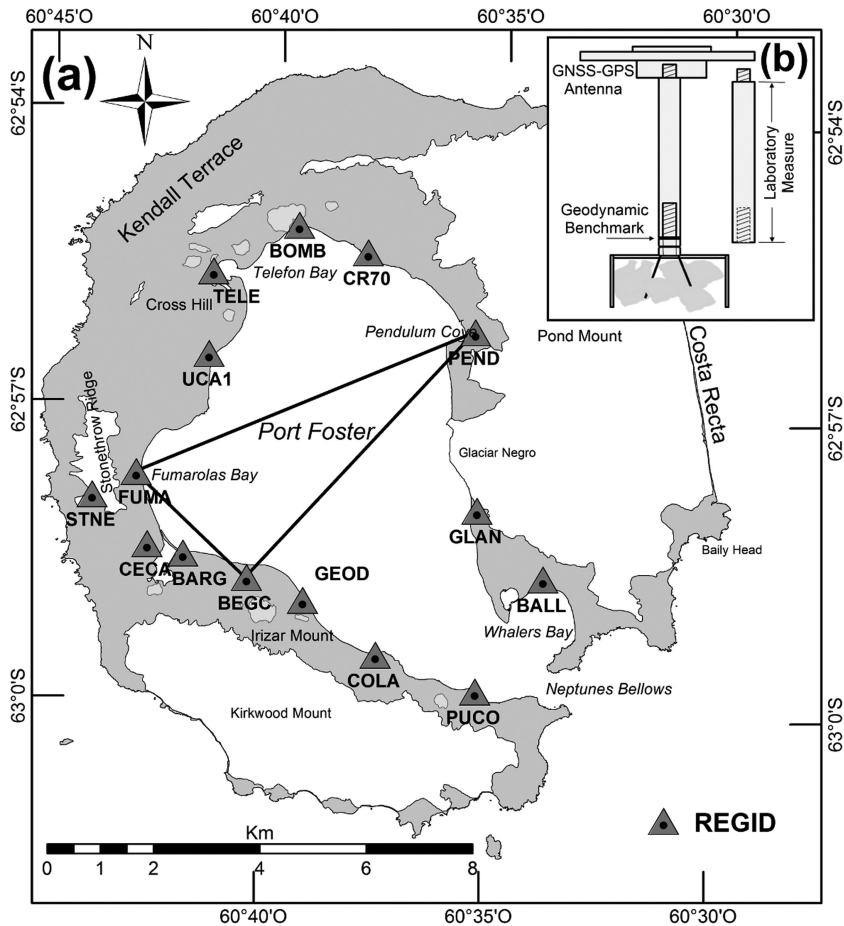 60°45'O
60°40'O
60°35'O
60°30'O
N
(a)
(b)
GNSS-GPS
Antenna
Laboratory
Measure
Geodynamic
Benchmark
62°54'S
62°54'S
Kendall Terrace
BOMB
Telefon Bay
CR70
TELE
Cross Hill
Pendulum Cove
PEND
Pond Mount
Costa Recta
UCA1
62°57'S
62°57'S
Stonethrow Ridge
Port Foster
Glaciar Negro
Fumarolas Bay
FUMA
STNE
GLAN
CECA
BARG
BEGC
GEOD
Baily Head
BALL
Irizar Mount
Whalers Bay
COLA
63°0'S
63°0'S
Neptunes Bellows
Kirkwood Mount
PUCO
REGID
Km
0 1 2 4 6 8
60°40'O
60°35'O
60°30'O